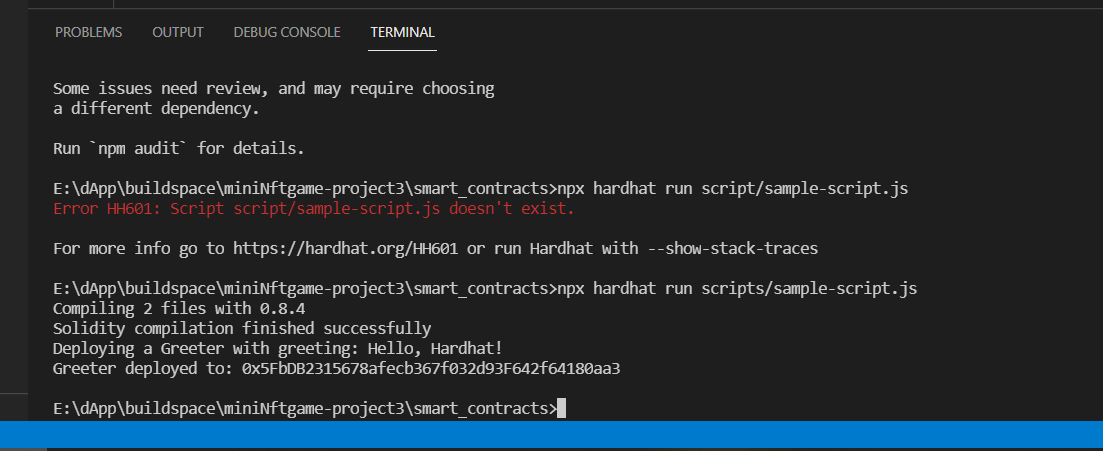 PROBLEMS OUTPUT DEBUG CONSOLE TERMINAL
Some issues need review, and may require choosing
a different dependency.
Run `npm audit` for details.
E:\dApp\buildspace\miniNftgame-project3\smart_contracts>npx hardhat run script/sample-script.js
Error HH601: Script script/sample-script.js doesn't exist.
For more info go to https://hardhat.org/HH601 or run Hardhat with --show-stack-traces
E:\dApp\buildspace\miniNftgame-project3\smart_contracts>npx hardhat run scripts/sample-script.js
Compiling 2 files with 0.8.4
Solidity compilation finished successfully
Deploying a Greeter with greeting: Hello, Hardhat!
Greeter deployed to: 0x5FbDB2315678afecb367f032d93F642f64180aa3
E:\dApp\buildspace\miniNftgame-project3\smart_contracts>